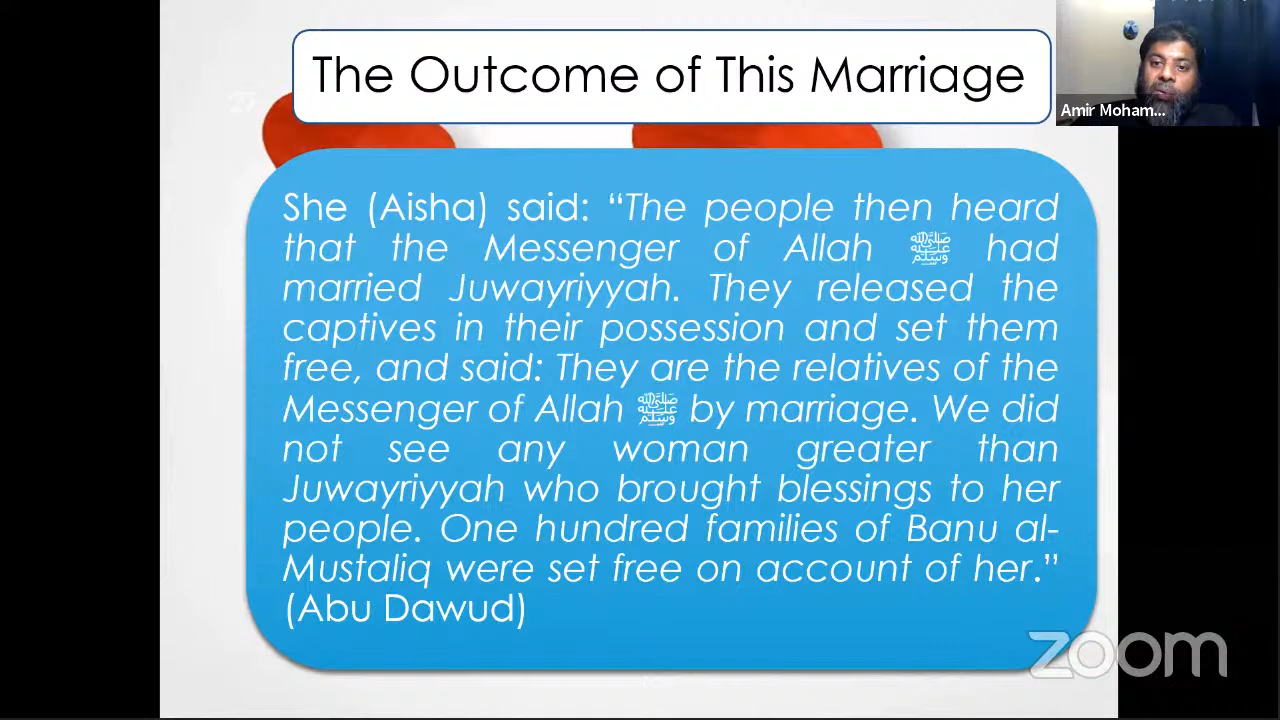 The Outcome of This Marriage
Amir Moham...
She (Aisha) said: “The people then heard
that the Messenger of Allah ﷺ had
married Juwayriyyah. They released the
captives in their possession and set them
free, and said: They are the relatives of the
Messenger of Allah ﷺ by marriage. We did
not see any woman greater than
Juwayriyyah who brought blessings to her
people. One hundred families of Banu al-
Mustaliq were set free on account of her.”
(Abu Dawud)
zoom